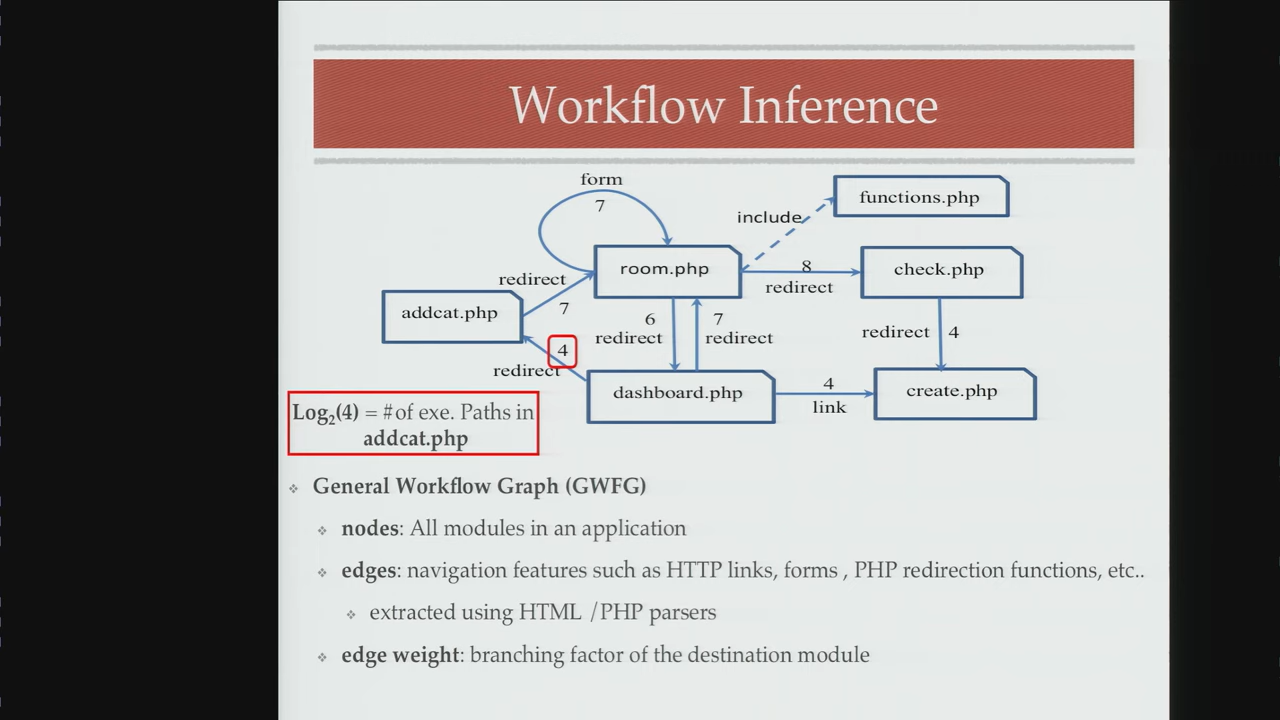 Workflow Inference
form
7
functions.php
include
room.php
8
redirect
check.php
redirect
7
addcat.php
6
redirect
7
redirect
redirect
4
4
redirect
dashboard.php
4
link
create.php
Log2(4) = # of exe. Paths in
addcat.php
General Workflow Graph (GWFG)
nodes: All modules in an application
edges: navigation features such as HTTP links, forms , PHP redirection functions, etc..
extracted using HTML /PHP parsers
edge weight: branching factor of the destination module